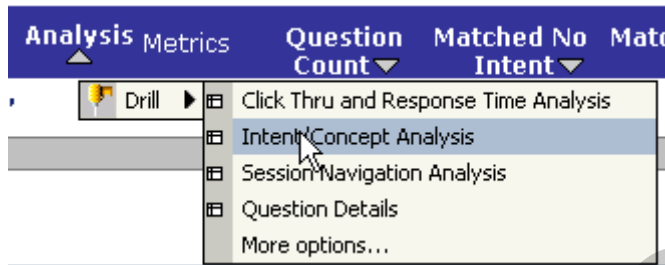 Analysis Metrics Question Count Matched No Intent
Drill
Click Thru and Response Time Analysis
Intent/Concept Analysis
Session Navigation Analysis
Question Details
More options...